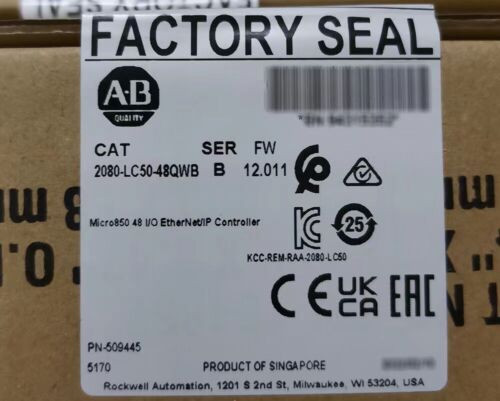 FACTORY SEAL
A-B
QUALITY
CAT SER FW
2080-LC50-48QWB B 12.011
25
Micro850 48 I/O EtherNet/IP Controller
KCC-REM-RAA-2080-LC50
CE UK CA EAC
PN-509445
5170 PRODUCT OF SINGAPORE
Rockwell Automation, 1201 S 2nd St, Milwaukee, WI 53204, USA